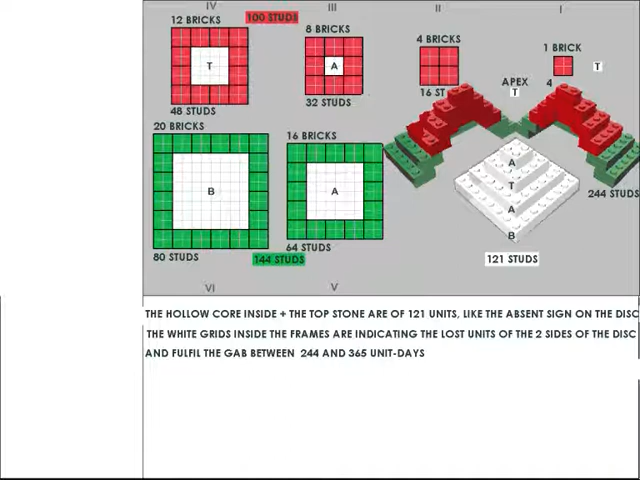 IV
III
II
I
12 BRICKS
100 STUDS
8 BRICKS
4 BRICKS
1 BRICK
T
A
T
APEX
T
4
16 ST
48 STUDS
32 STUDS
20 BRICKS
16 BRICKS
B
A
A
T
A
B
244 STUDS
80 STUDS
64 STUDS
144 STUDS
121 STUDS
VI
V
THE HOLLOW CORE INSIDE + THE TOP STONE ARE OF 121 UNITS, LIKE THE ABSENT SIGN ON THE DISC
THE WHITE GRIDS INSIDE THE FRAMES ARE INDICATING THE LOST UNITS OF THE 2 SIDES OF THE DISC
AND FULFIL THE GAB BETWEEN 244 AND 365 UNIT-DAYS